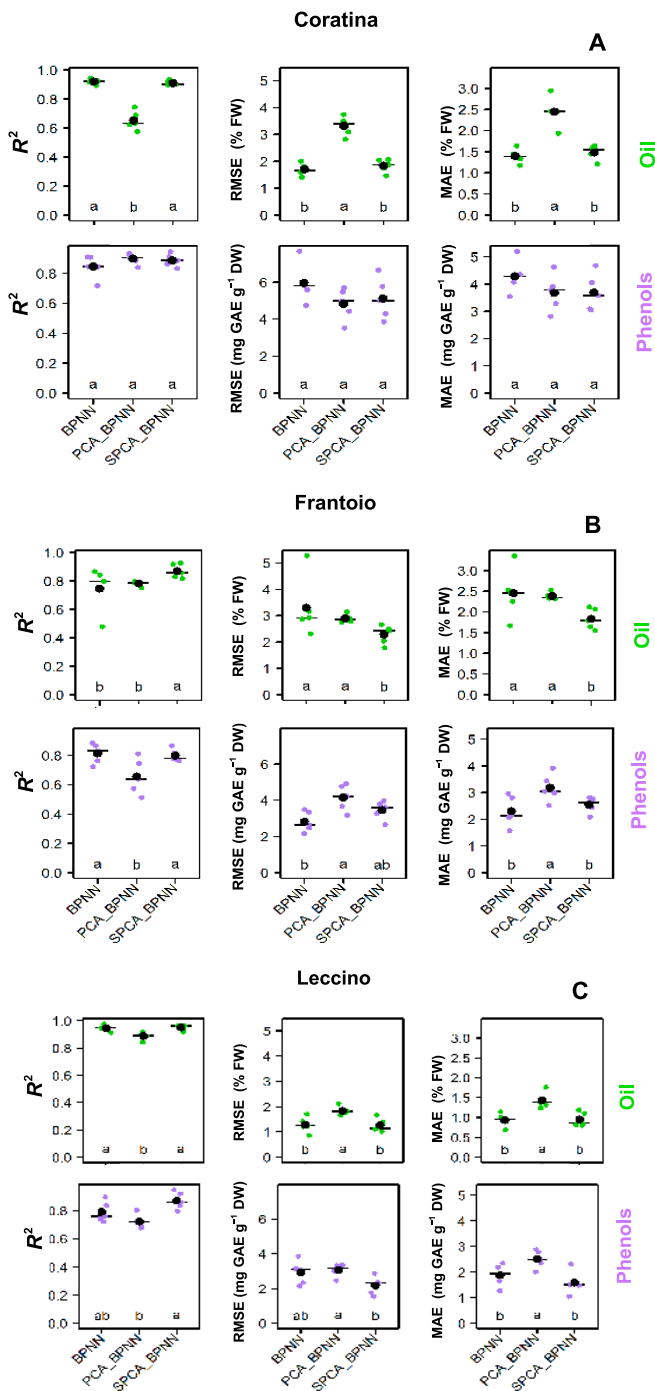 Coratina
A
R²
1.0
0.8
0.6
0.4
0.2
0.0
a b a
RMSE (% FW)
5
4
3
2
1
0
b a b
MAE (% FW)
3.0
2.5
2.0
1.5
1.0
0.5
0.0
b a b
Oil
R²
0.8
0.6
0.4
0.2
0.0
a a a
RMSE (mg GAE g⁻¹ DW)
6
4
2
0
a a a
MAE (mg GAE g⁻¹ DW)
5
4
3
2
1
0
a a a
Phenols
BPNN
PCA_BPNN
SPCA_BPNN
BPNN
PCA_BPNN
SPCA_BPNN
BPNN
PCA_BPNN
SPCA_BPNN
Frantoio
B
R²
1.0
0.8
0.6
0.4
0.2
0.0
b b a
RMSE (% FW)
5
4
3
2
1
0
a a b
MAE (% FW)
3.0
2.5
2.0
1.5
1.0
0.5
0.0
a a b
Oil
R²
0.8
0.6
0.4
0.2
0.0
a b a
RMSE (mg GAE g⁻¹ DW)
6
4
2
0
b a ab
MAE (mg GAE g⁻¹ DW)
5
4
3
2
1
0
b a b
Phenols
BPNN
PCA_BPNN
SPCA_BPNN
BPNN
PCA_BPNN
SPCA_BPNN
BPNN
PCA_BPNN
SPCA_BPNN
Leccino
C
R²
1.0
0.8
0.6
0.4
0.2
0.0
a b a
RMSE (% FW)
5
4
3
2
1
0
b a b
MAE (% FW)
3.0
2.5
2.0
1.5
1.0
0.5
0.0
b a b
Oil
R²
0.8
0.6
0.4
0.2
0.0
ab b a
RMSE (mg GAE g⁻¹ DW)
6
4
2
0
ab a b
MAE (mg GAE g⁻¹ DW)
5
4
3
2
1
0
b a b
Phenols
BPNN
PCA_BPNN
SPCA_BPNN
BPNN
PCA_BPNN
SPCA_BPNN
BPNN
PCA_BPNN
SPCA_BPNN